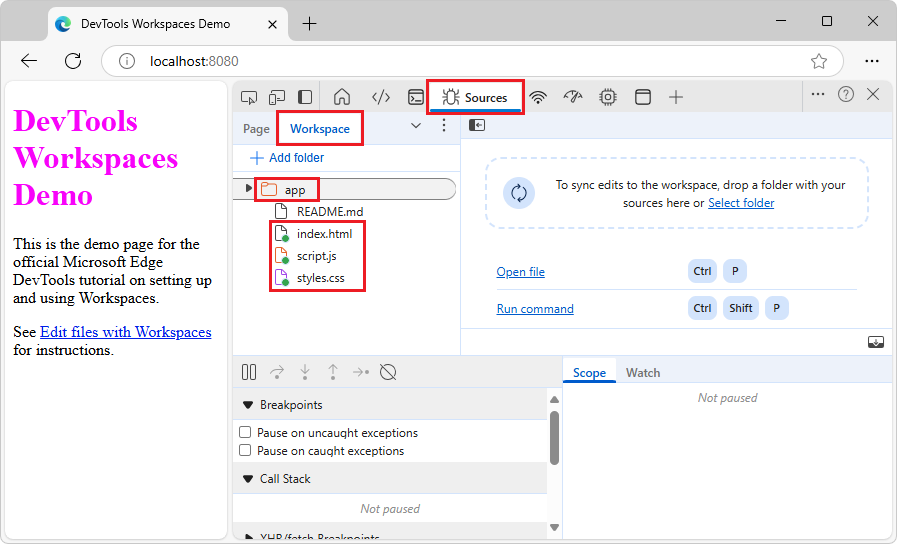 DevTools Workspaces Demo
localhost:8080
DevTools
Workspaces
Demo
This is the demo page for the
official Microsoft Edge
DevTools tutorial on setting up
and using Workspaces.
See Edit files with Workspaces
for instructions.
Sources
Page
Workspace
Add folder
app
README.md
index.html
script.js
styles.css
To sync edits to the workspace, drop a folder with your
sources here or Select folder
Open file Ctrl P
Run command Ctrl Shift P
Breakpoints
Pause on uncaught exceptions
Pause on caught exceptions
Call Stack
Not paused
XHR/fetch Breakpoints
Scope
Watch
Not paused